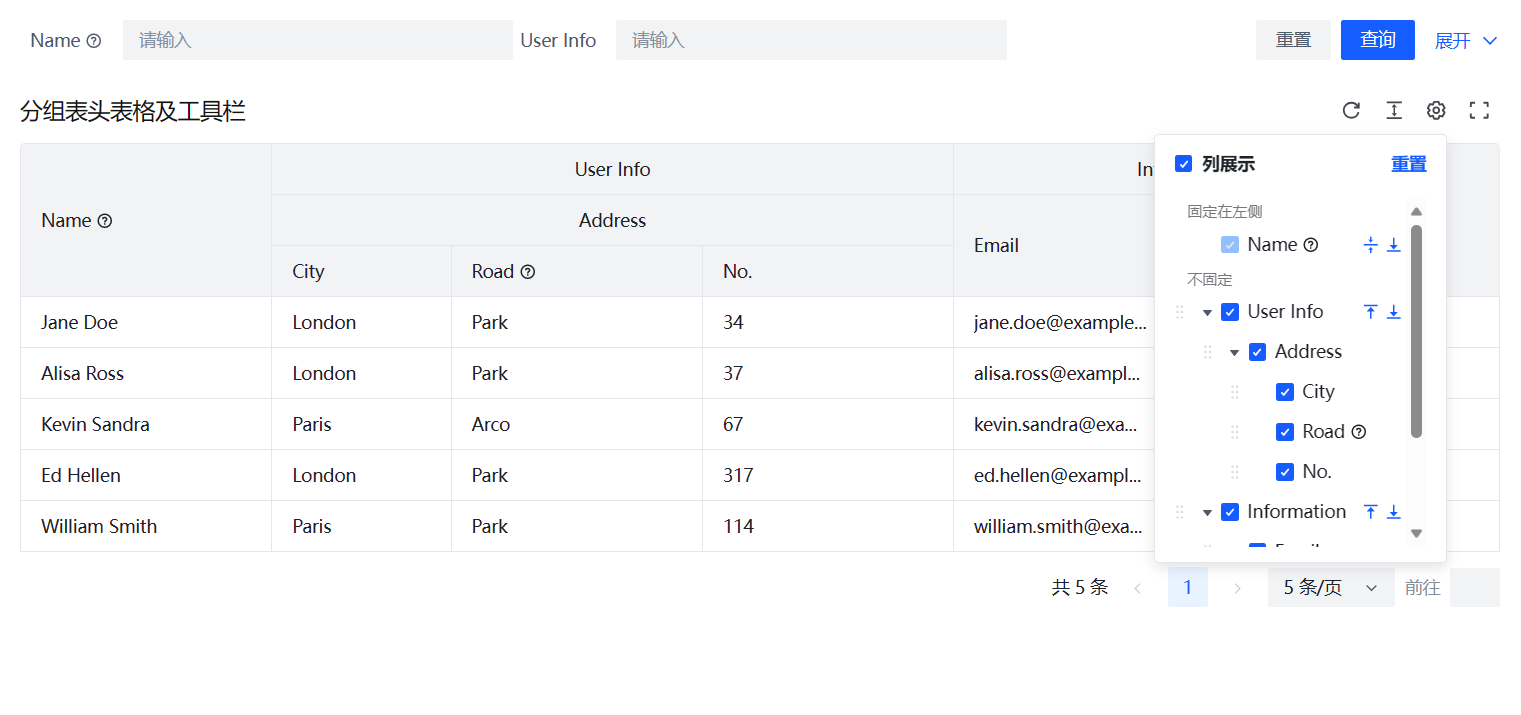 Name 请输入 User Info 请输入 重置 查询 展开
分组表头表格及工具栏
Name User Info
Address
City Road No. Email
Jane Doe London Park 34 jane.doe@example...
Alisa Ross London Park 37 alisa.ross@exampl...
Kevin Sandra Paris Arco 67 kevin.sandra@exa...
Ed Hellen London Park 317 ed.hellen@exampl...
William Smith Paris Park 114 william.smith@exa...
列展示 重置
固定在左侧
Name
不固定
User Info
Address
City
Road
No.
Information
共 5 条 1 5 条/页 前往